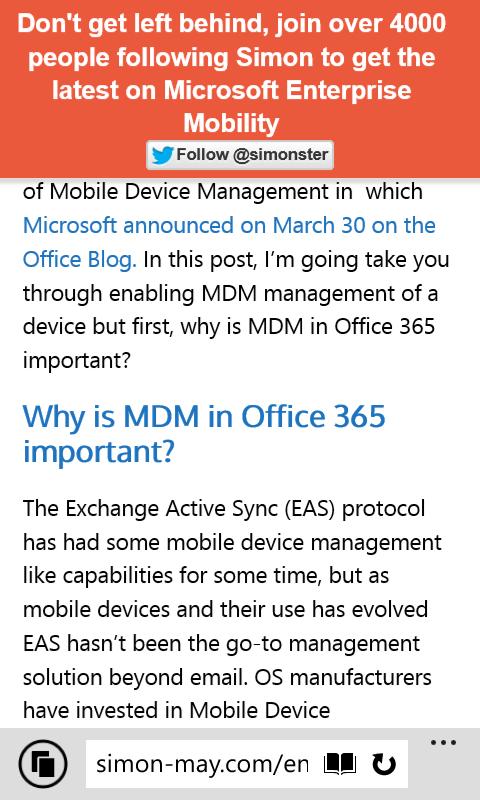 Don't get left behind, join over 4000
people following Simon to get the
latest on Microsoft Enterprise
Mobility
Follow @simonster
of Mobile Device Management in  which
Microsoft announced on March 30 on the
Office Blog. In this post, I’m going take you
through enabling MDM management of a
device but first, why is MDM in Office 365
important?
Why is MDM in Office 365
important?
The Exchange Active Sync (EAS) protocol
has had some mobile device management
like capabilities for some time, but as
mobile devices and their use has evolved
EAS hasn’t been the go-to management
solution beyond email. OS manufacturers
have invested in Mobile Device
simon-may.com/en